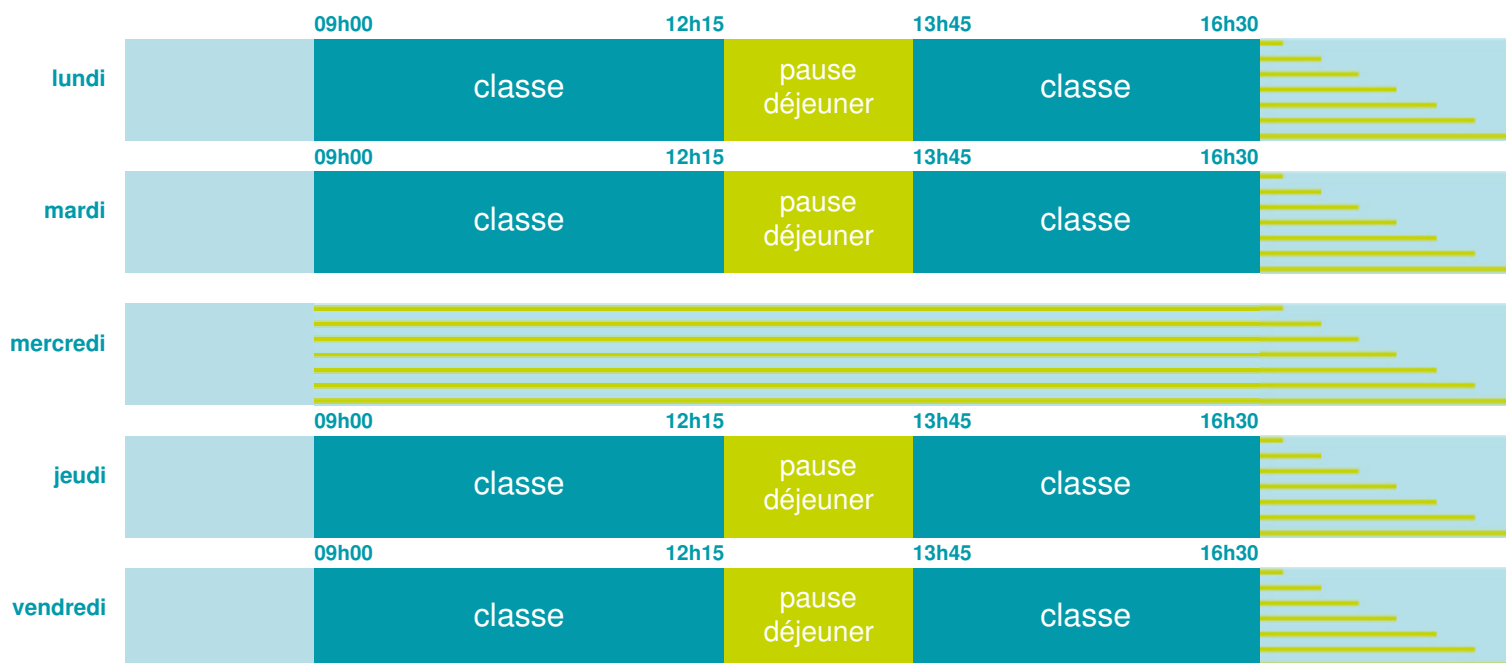 09h00 12h15 13h45 16h30
lundi classe pause déjeuner classe
09h00 12h15 13h45 16h30
mardi classe pause déjeuner classe
mercredi
09h00 12h15 13h45 16h30
jeudi classe pause déjeuner classe
09h00 12h15 13h45 16h30
vendredi classe pause déjeuner classe